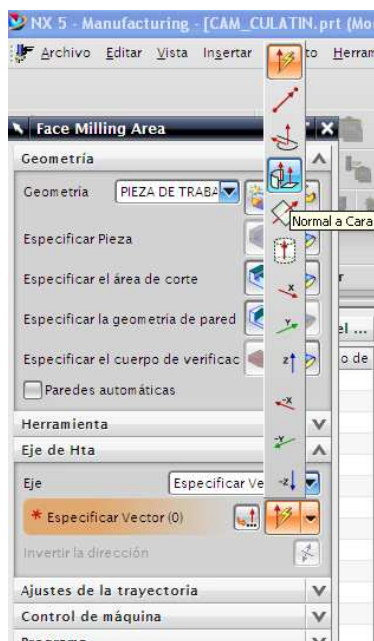 NX 5 - Manufacturing - [CAM_CULATIN.prt (Mo
Archivo Editar Vista Insertar to Herram
Face Milling Area
Geometría
Geometría PIEZA DE TRABA
Normal a Cara
Especificar Pieza
Especificar el área de corte
Especificar la geometría de pared
el ...
Especificar el cuerpo de verificac
o de
Paredes automáticas
Herramienta
Eje de Hta
Eje Especificar Ve
* Especificar Vector (0)
Invertir la dirección
Ajustes de la trayectoria
Control de máquina
Programa
X
Y
Z
-X
-Y
-Z